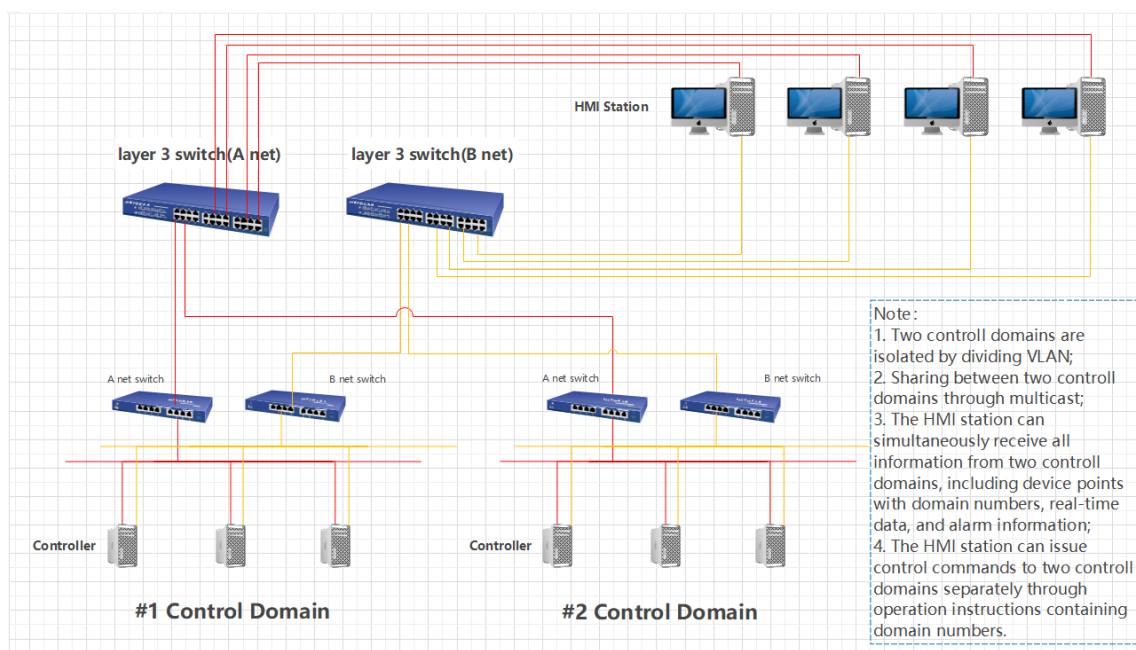 HMI Station
layer 3 switch(A net)
layer 3 switch(B net)
Note:
1. Two controll domains are
isolated by dividing VLAN;
2. Sharing between two controll
domains through multicast;
3. The HMI station can
simultaneously receive all
information from two controll
domains, including device points
with domain numbers, real-time
data, and alarm information;
4. The HMI station can issue
control commands to two controll
domains separately through
operation instructions containing
domain numbers.
A net switch
B net switch
A net switch
B net switch
Controller
Controller
#1 Control Domain
#2 Control Domain